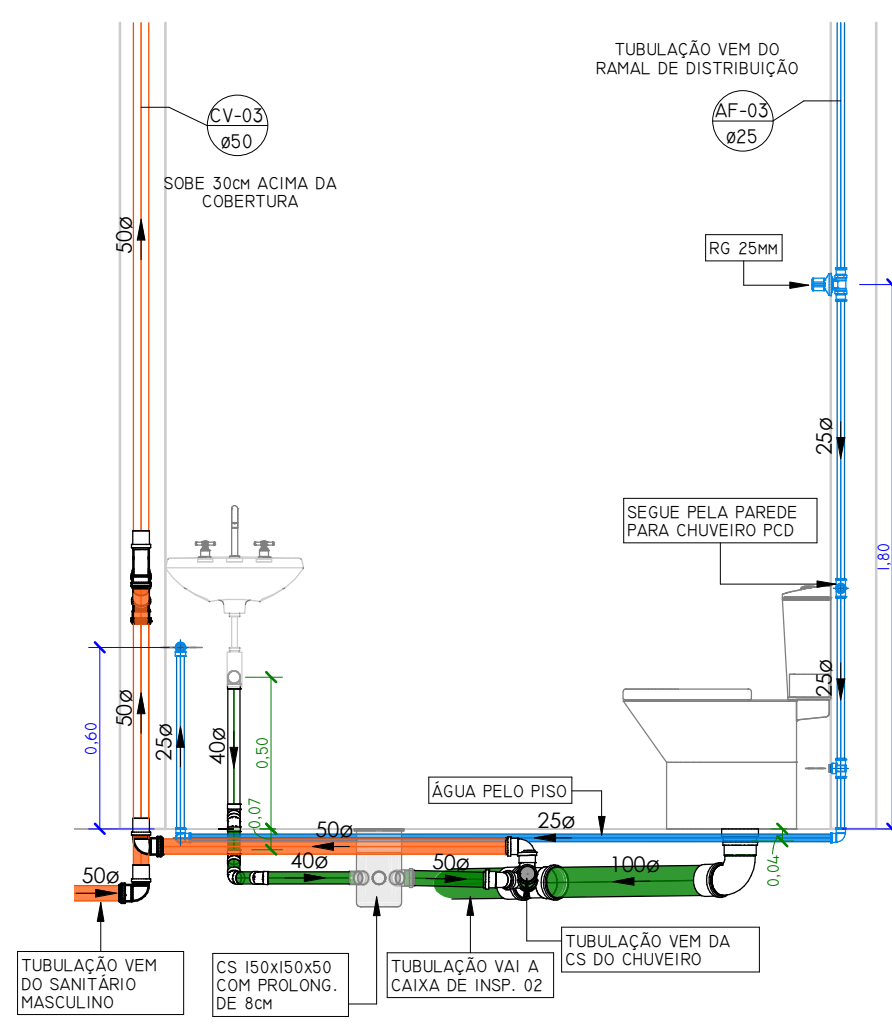 TUBULAÇÃO VEM DO
RAMAL DE DISTRIBUIÇÃO
CV-03
ø50
AF-03
ø25
SOBE 30CM ACIMA DA
COBERTURA
50ø
RG 25MM
25ø
1,80
SEGUE PELA PAREDE
PARA CHUVEIRO PCD
50ø
25ø
0,60
25ø
40ø
0,50
0,07
ÁGUA PELO PISO
50ø
25ø
50ø
40ø
50ø
100ø
0,04
TUBULAÇÃO VEM
DO SANITÁRIO
MASCULINO
CS 150x150x50
COM PROLONG.
DE 8CM
TUBULAÇÃO VAI A
CAIXA DE INSP. 02
TUBULAÇÃO VEM DA
CS DO CHUVEIRO